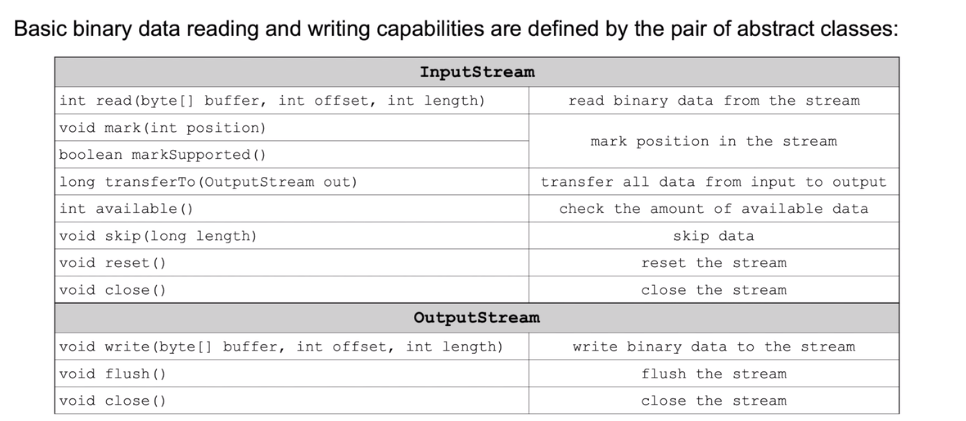 Basic binary data reading and writing capabilities are defined by the pair of abstract classes:
InputStream
int read(byte[] buffer, int offset, int length) read binary data from the stream
void mark(int position)
mark position in the stream
boolean markSupported()
long transferTo(OutputStream out) transfer all data from input to output
int available() check the amount of available data
void skip(long length) skip data
void reset() reset the stream
void close() close the stream
OutputStream
void write(byte[] buffer, int offset, int length) write binary data to the stream
void flush() flush the stream
void close() close the stream